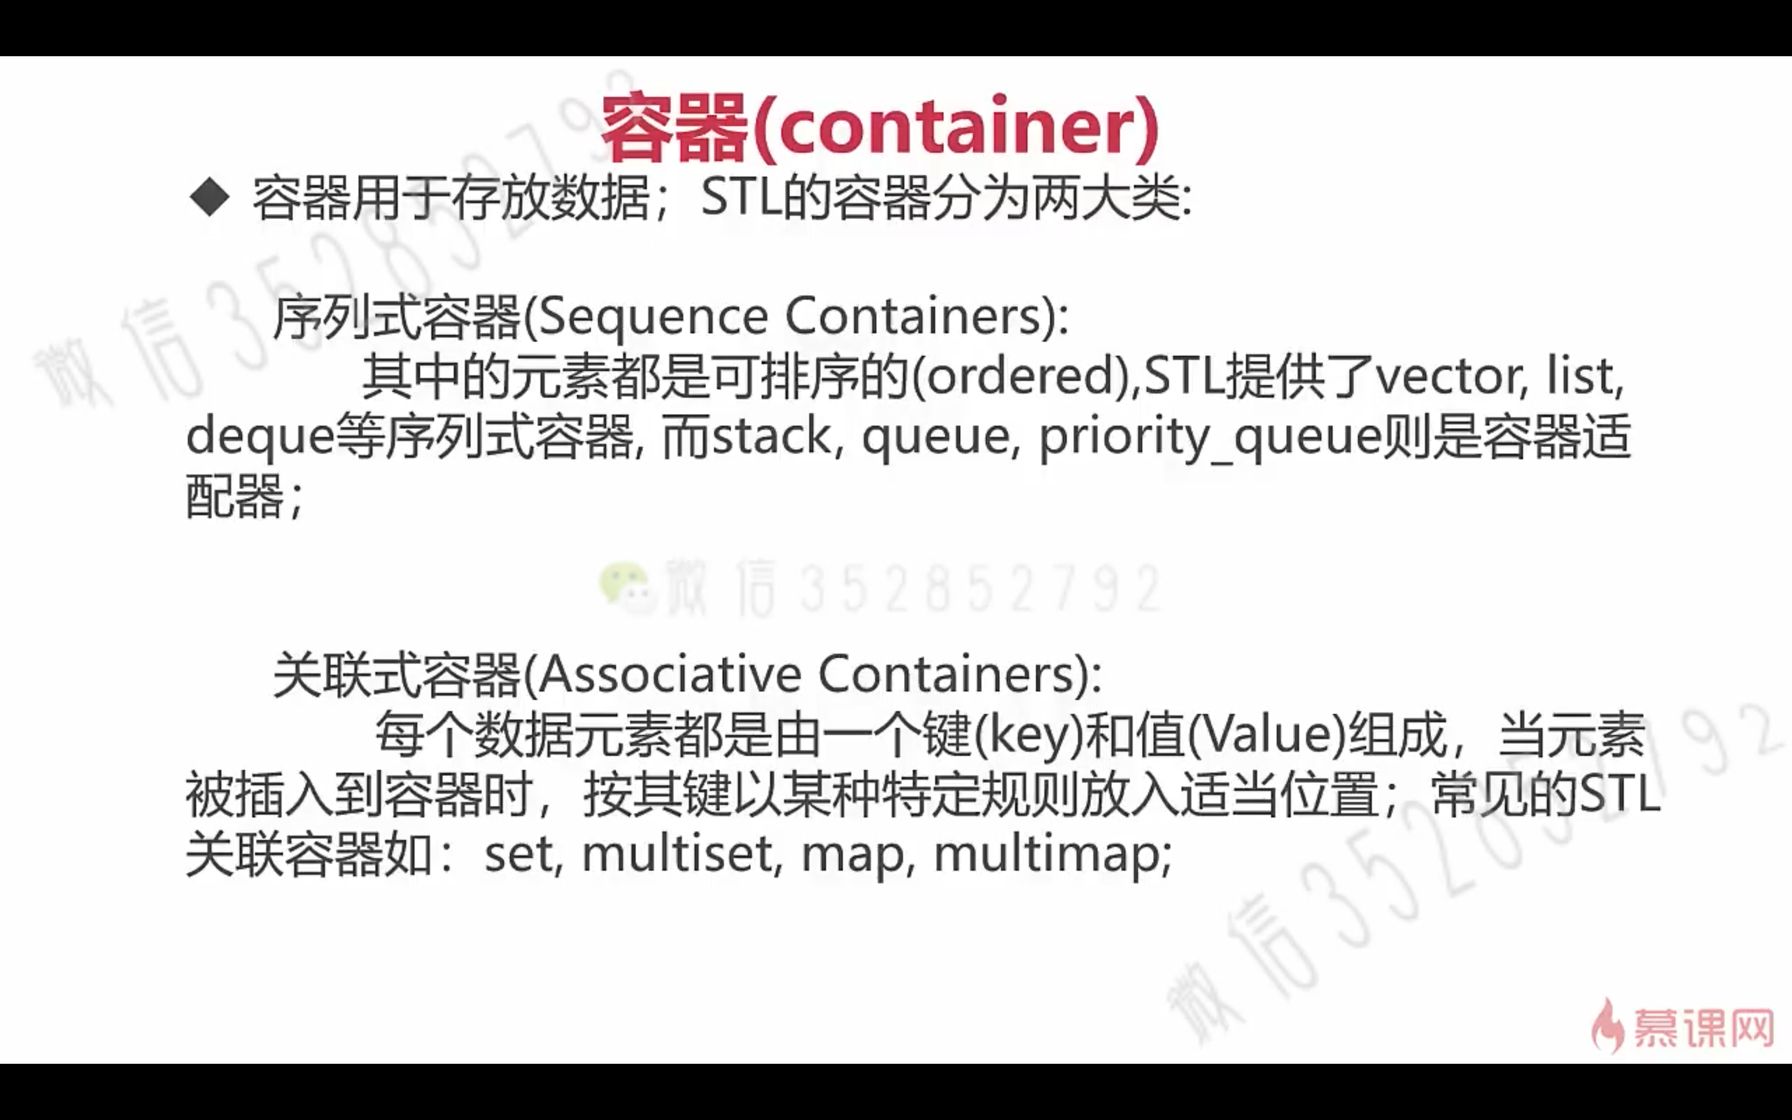 容器(container)
◆ 容器用于存放数据；STL的容器分为两大类:
序列式容器(Sequence Containers):
其中的元素都是可排序的(ordered),STL提供了vector, list,
deque等序列式容器, 而stack, queue, priority_queue则是容器适
配器；
微信352852792
关联式容器(Associative Containers):
每个数据元素都是由一个键(key)和值(Value)组成，当元素
被插入到容器时，按其键以某种特定规则放入适当位置；常见的STL
关联容器如：set, multiset, map, multimap;
微信352852792
微信352852792
慕课网